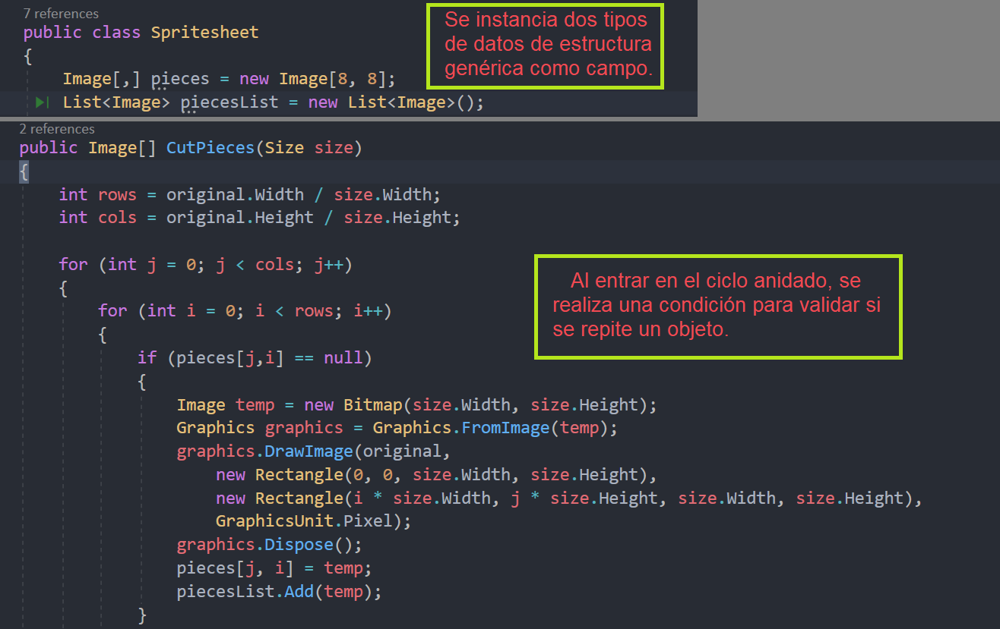 7 references
public class Spritesheet
{
Image[,] pieces = new Image[8, 8];
List<Image> piecesList = new List<Image>();
Se instancia dos tipos
de datos de estructura
genérica como campo.
2 references
public Image[] CutPieces(Size size)
{
int rows = original.Width / size.Width;
int cols = original.Height / size.Height;
for (int j = 0; j < cols; j++)
{
for (int i = 0; i < rows; i++)
{
if (pieces[j,i] == null)
{
Image temp = new Bitmap(size.Width, size.Height);
Graphics graphics = Graphics.FromImage(temp);
graphics.DrawImage(original,
new Rectangle(0, 0, size.Width, size.Height),
new Rectangle(i * size.Width, j * size.Height, size.Width, size.Height),
GraphicsUnit.Pixel);
graphics.Dispose();
pieces[j, i] = temp;
piecesList.Add(temp);
}
Al entrar en el ciclo anidado, se
realiza una condición para validar si
se repite un objeto.